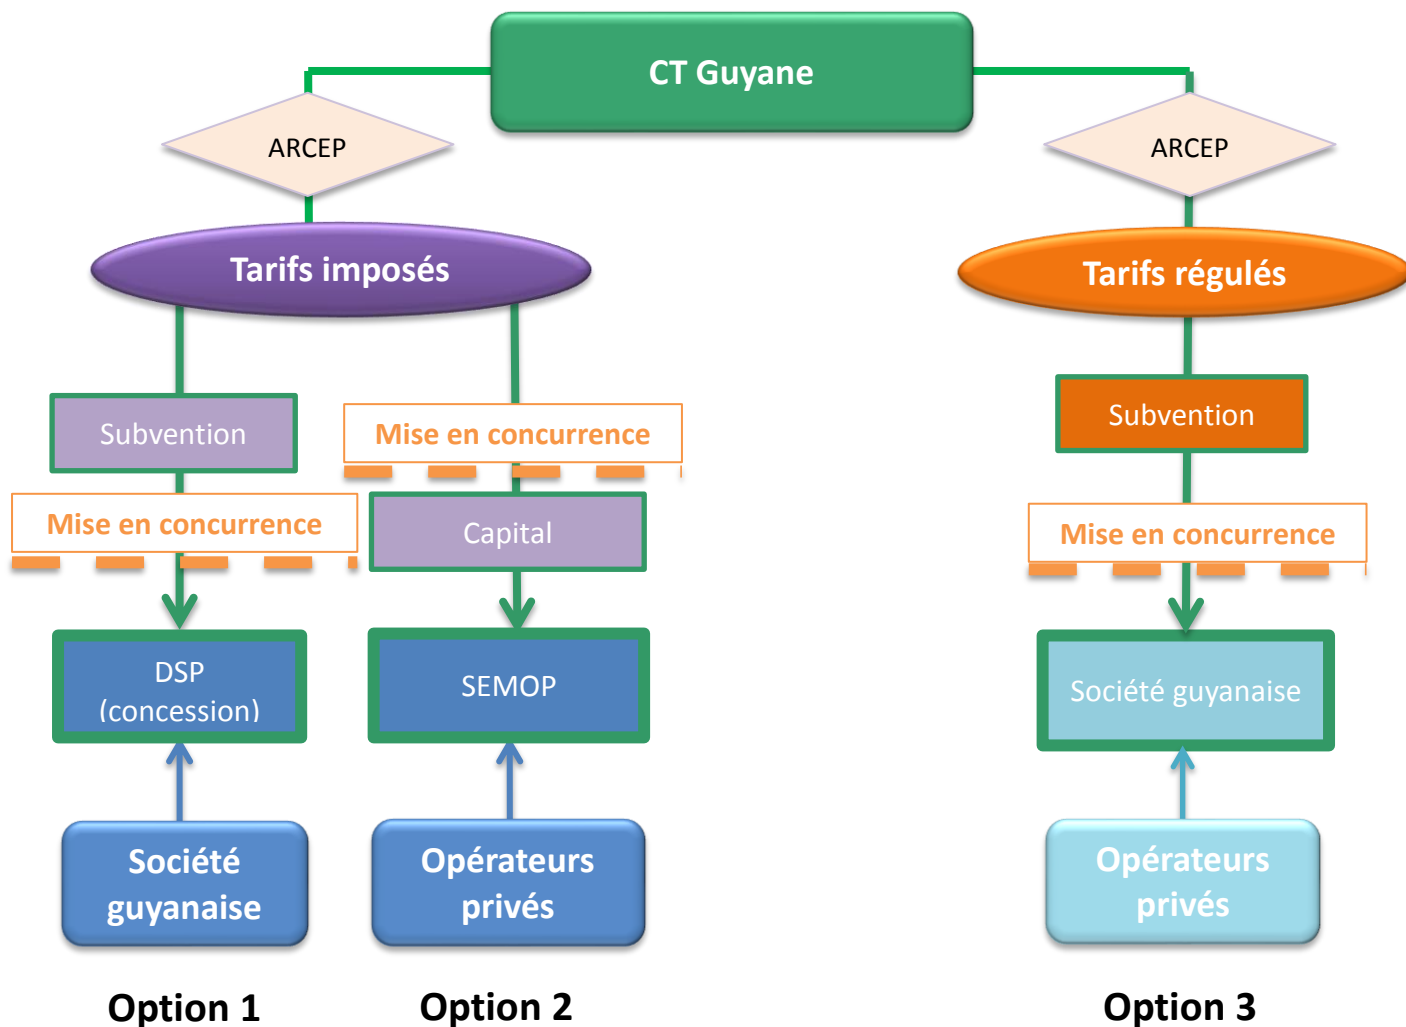 CT Guyane
ARCEP
ARCEP
Tarifs imposés
Tarifs régulés
Subvention
Mise en concurrence
Subvention
Mise en concurrence
Capital
Mise en concurrence
DSP
(concession)
SEMOP
Société guyanaise
Société
guyanaise
Opérateurs
privés
Opérateurs
privés
Option 1
Option 2
Option 3